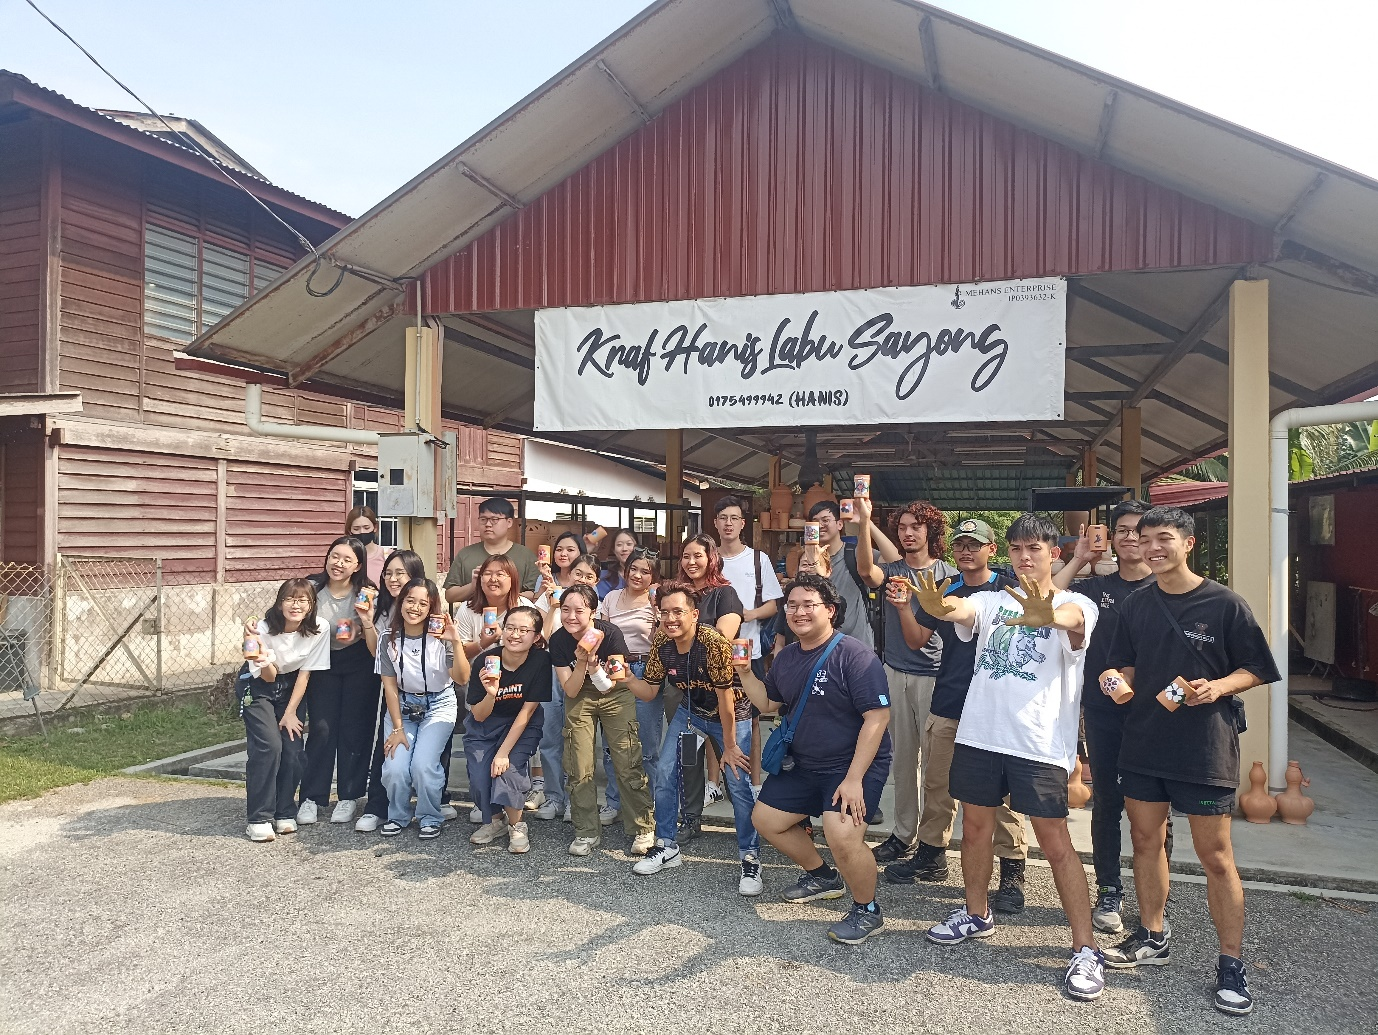 MEHANS ENTERPRISE
IP0393632-K
Kraf Hanis Labu Sayong
0175499942 (HANIS)
PAINT